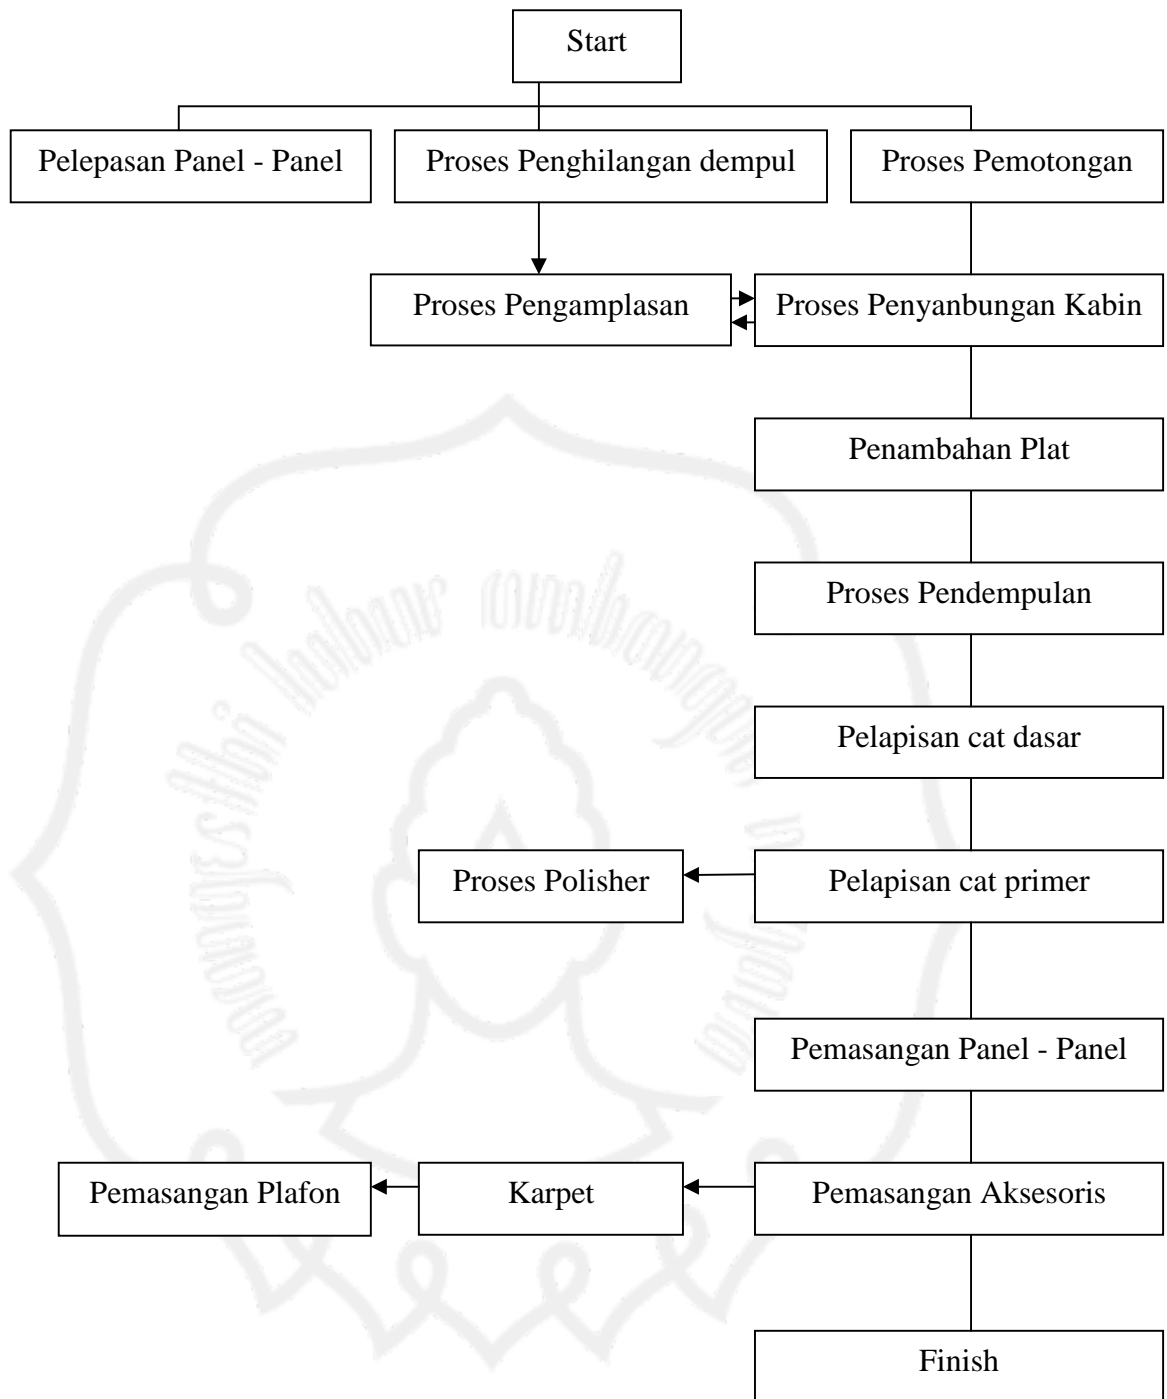 Start
Pelepasan Panel - Panel
Proses Penghilangan dempul
Proses Pemotongan
Proses Pengamplasan
Proses Penyanbungan Kabin
Penambahan Plat
Proses Pendempulan
Pelapisan cat dasar
Proses Polisher
Pelapisan cat primer
Pemasangan Panel - Panel
Pemasangan Plafon
Karpet
Pemasangan Aksesoris
Finish